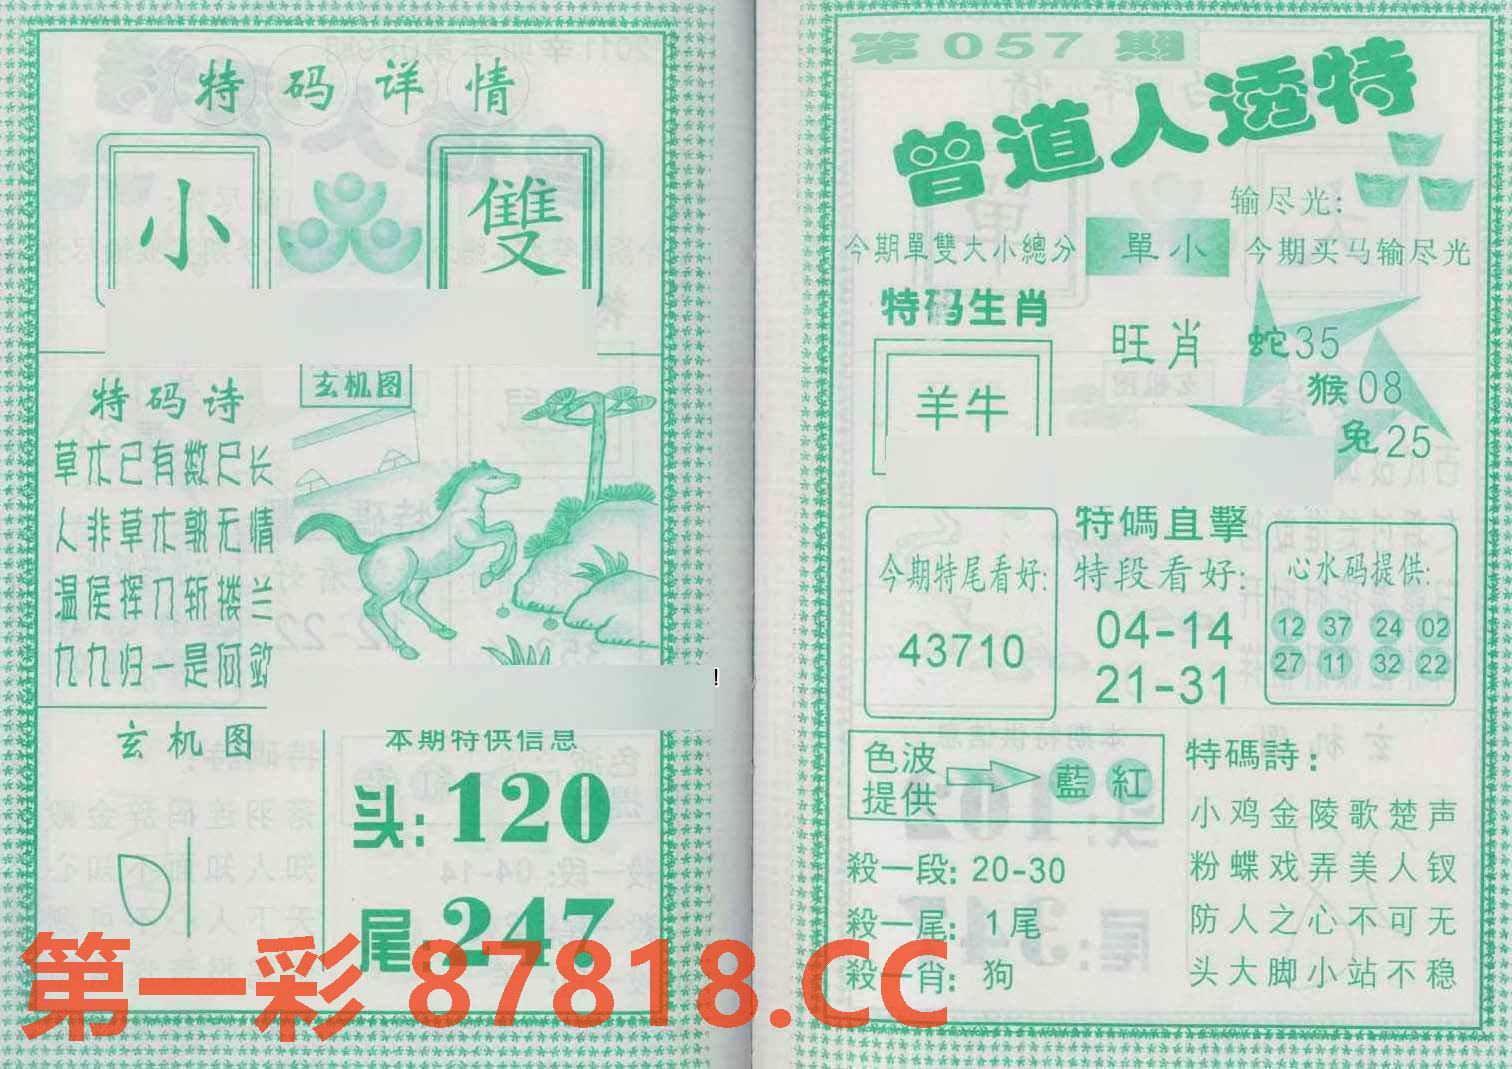 特码详情
小
雙
特码诗
草木已有数尺长
人非草木孰无情
温侯挥刀斩搂兰
九九归一是何欽
玄机图
!
玄机图
本期特供信息
头:120
尾:247
第057期
曾道人透特
输尽光:
今期買马输尽光
今期單雙大小總分
單小
特码生肖
羊牛
旺肖
蛇35
猴08
兔25
今期特尾看好:
43710
特碼直擊
特段看好:
04-14
21-31
心水码提供:
12 37 24 02
27 11 32 22
色波
提供
藍 紅
殺一段: 20-30
殺一尾: 1尾
殺一肖: 狗
特碼詩:
小鸡金陵歌楚声
粉蝶戏弄美人钗
防人之心不可无
头大脚小站不稳
第一彩 87818.CC